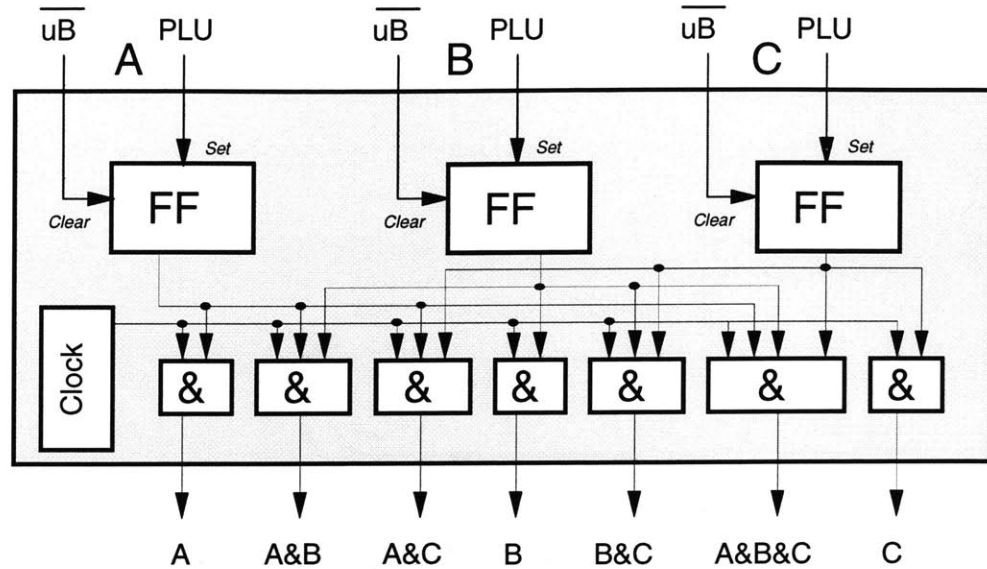 uB PLU uB PLU uB PLU
A B C
Set Set Set
FF FF FF
Clear Clear Clear
Clock
& & & & & & &
A A&B A&C B B&C A&B&C C